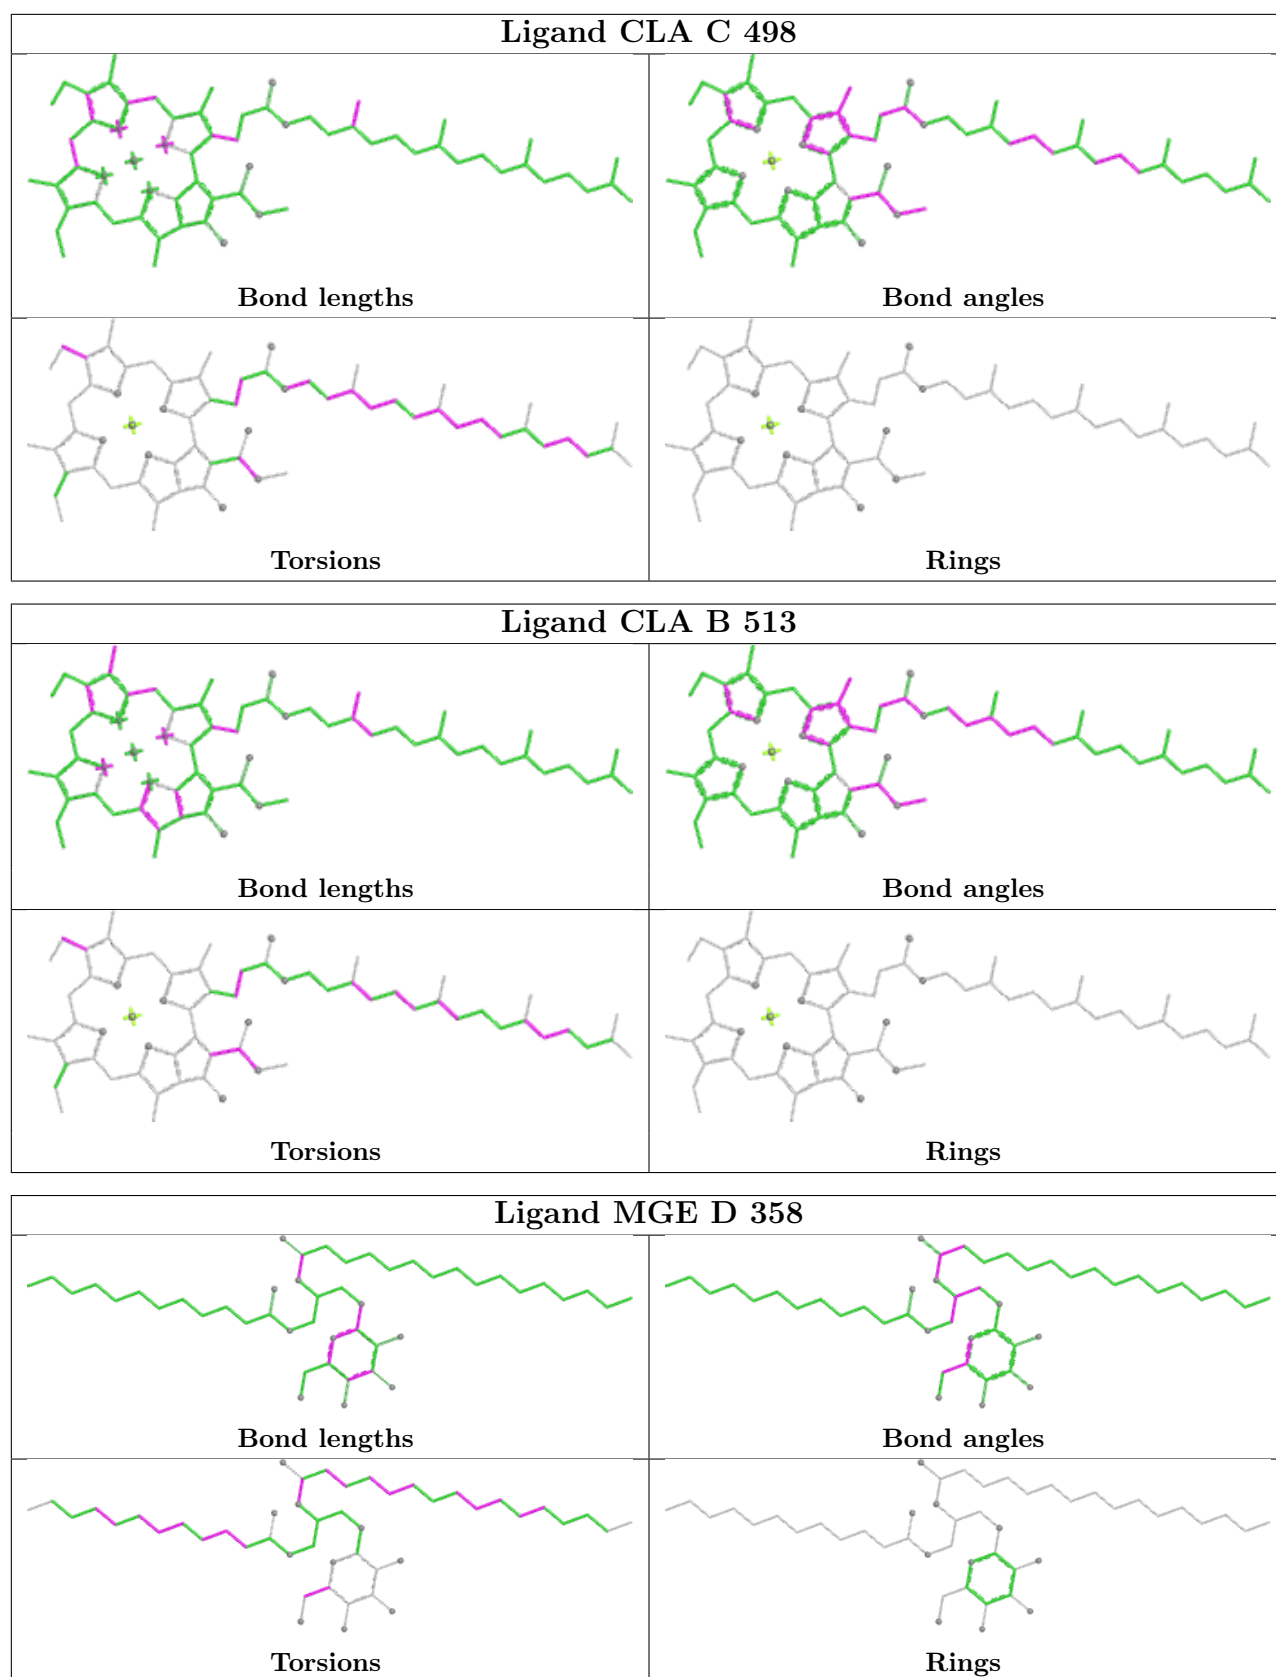 Ligand CLA C 498
Bond lengths
Bond angles
Torsions
Rings
Ligand CLA B 513
Bond lengths
Bond angles
Torsions
Rings
Ligand MGE D 358
Bond lengths
Bond angles
Torsions
Rings